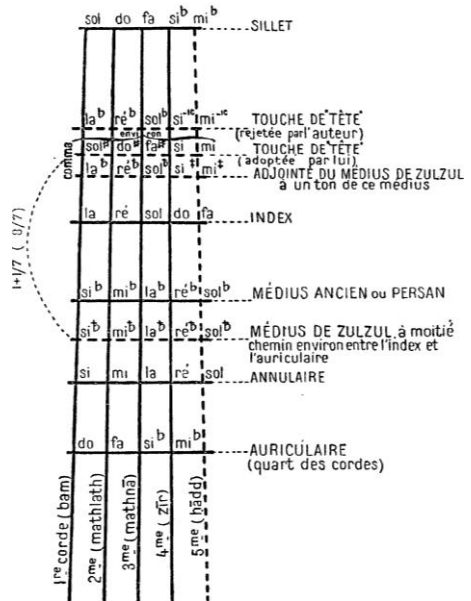 sol do fa si♭ mi♭ SILLET
la♭ ré♭ sol♭ si⁻ᶜ mi⁻ᶜ TOUCHE DE "TÊTE"
(rejetée par l'auteur)
environ
sol# do# fa# si mi TOUCHE DE "TÊTE"
(adoptée par lui)
comma
la♭ ré♭ sol♭ si‡ mi‡ ADJOINTE DU MÉDIUS DE ZULZUL
à un ton de ce médius
la ré sol do fa INDEX
1+1/7 (8/7)
si♭ mi♭ la♭ ré♭ sol♭ MÉDIUS ANCIEN ou PERSAN
si♭ mi♭ la♭ ré♭ sol♭ MÉDIUS DE ZULZUL, à moitié
chemin environ entre l'index et
l'auriculaire
si mi la ré sol ANNULAIRE
do fa si♭ mi♭ AURICULAIRE
(quart des cordes)
1re corde (bam)
2me (mathlath)
3me (mathnā)
4me (zīr)
5me (hādd)